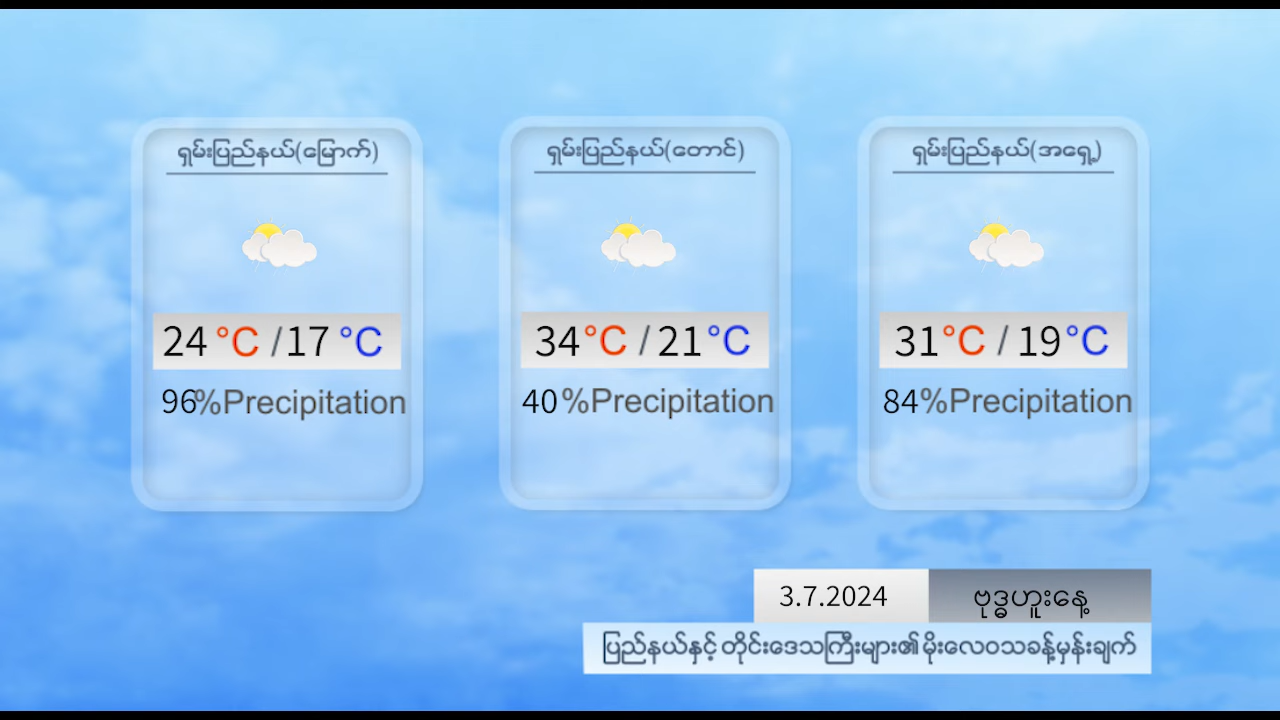 ရှမ်းပြည်နယ်(မြောက်)
24 °C /17 °C
96%Precipitation
ရှမ်းပြည်နယ်(တောင်)
34°C / 21°C
40 %Precipitation
ရှမ်းပြည်နယ်(အရှေ့)
31°C / 19°C
84%Precipitation
3.7.2024 ဗုဒ္ဓဟူးနေ့
ပြည်နယ်နှင့် တိုင်းဒေသကြီးများ၏ မိုးလေဝသခန့်မှန်းချက်